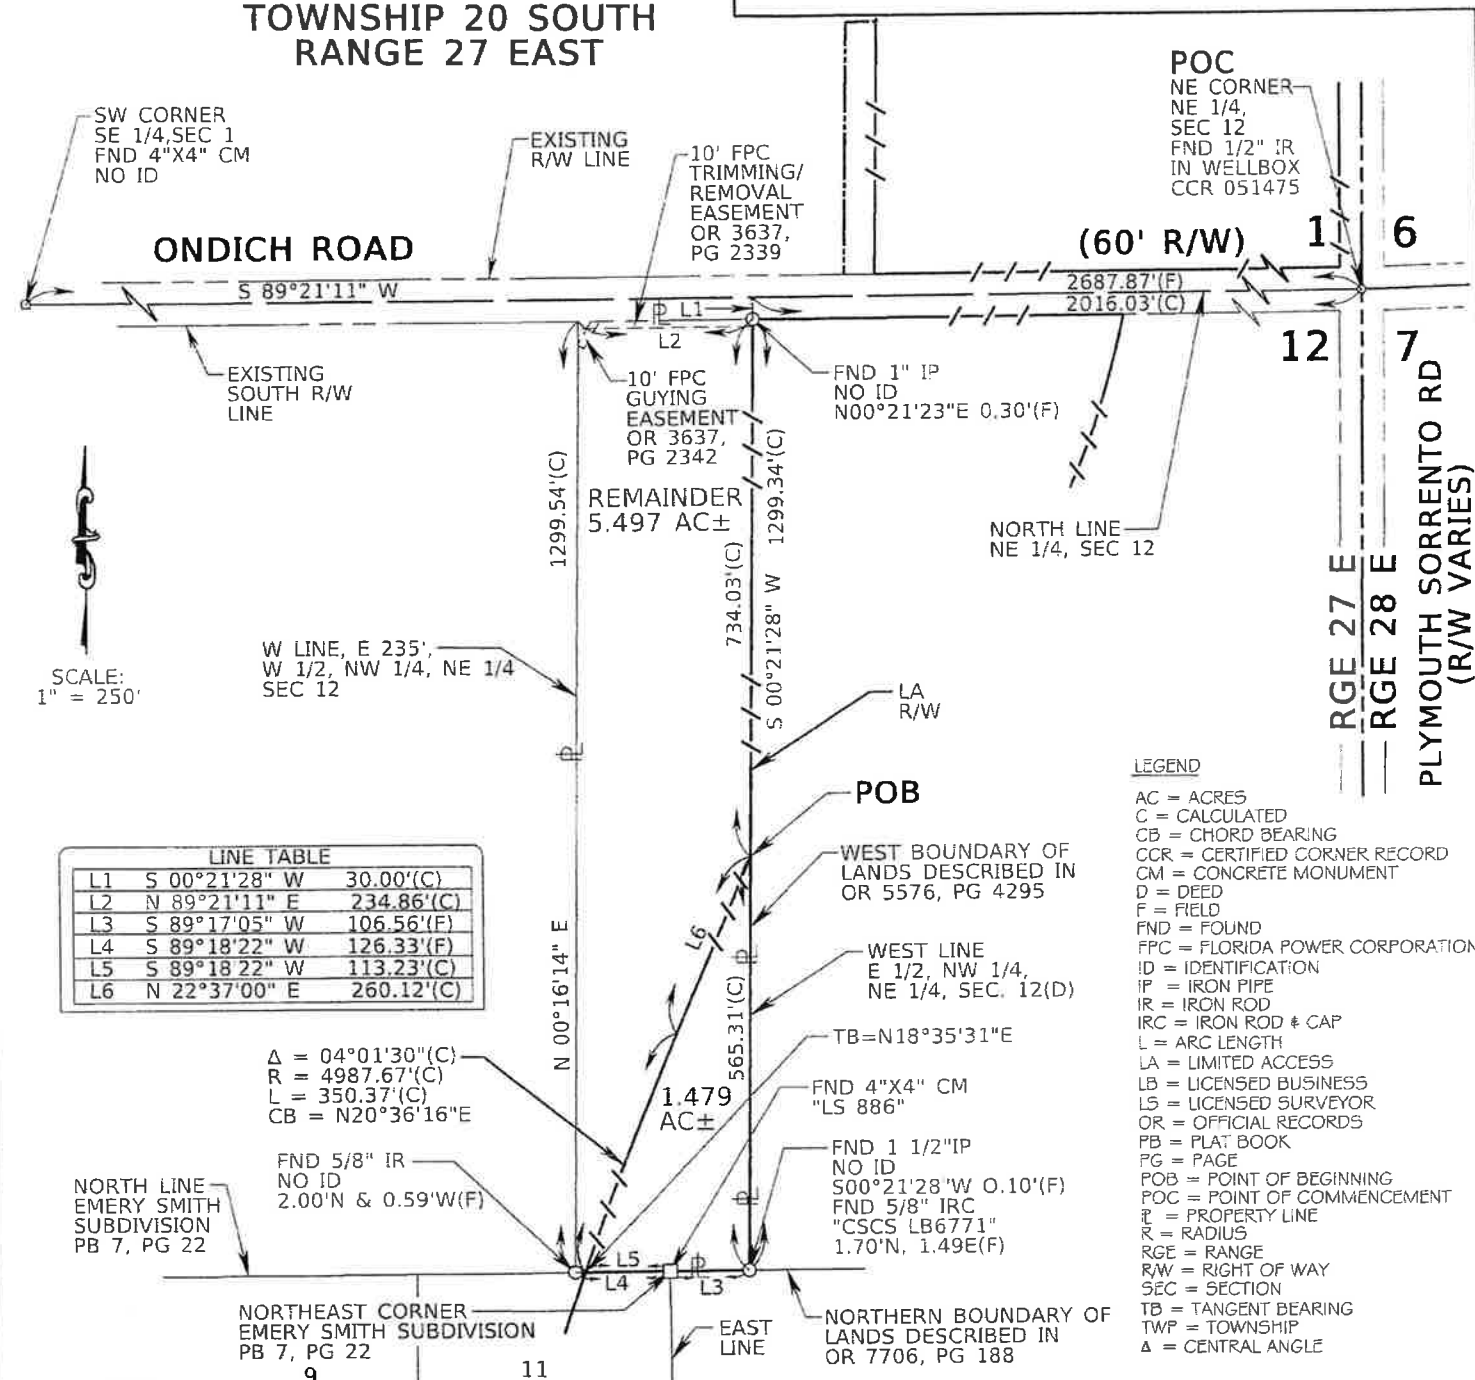 TOWNSHIP 20 SOUTH
RANGE 27 EAST
SW CORNER
SE 1/4,SEC 1
FND 4"X4" CM
NO ID
EXISTING
R/W LINE
10' FPC
TRIMMING/
REMOVAL
EASEMENT
OR 3637,
PG 2339
POC
NE CORNER
NE 1/4,
SEC 12
FND 1/2" IR
IN WELLBOX
CCR 051475
ONDICH ROAD
(60' R/W)
1
6
S 89°21'11" W
2687.87'(F)
2016.03'(C)
L1
L2
12
7
EXISTING
SOUTH R/W
LINE
10' FPC
GUYING
EASEMENT
OR 3637,
PG 2342
FND 1" IP
NO ID
N00°21'23"E 0.30'(F)
1299.54'(C)
REMAINDER
5.497 AC±
1299.34'(C)
734.03'(C)
S 00°21'28" W
NORTH LINE
NE 1/4, SEC 12
RGE 27 E
RGE 28 E
PLYMOUTH SORRENTO RD
(R/W VARIES)
SCALE:
1" = 250'
W LINE, E 235',
W 1/2, NW 1/4, NE 1/4
SEC 12
LA
R/W
POB
WEST BOUNDARY OF
LANDS DESCRIBED IN
OR 5576, PG 4295
WEST LINE
E 1/2, NW 1/4,
NE 1/4, SEC. 12(D)
LINE TABLE
L1 S 00°21'28" W 30.00'(C)
L2 N 89°21'11" E 234.86'(C)
L3 S 89°17'05" W 106.56'(F)
L4 S 89°18'22" W 126.33'(F)
L5 S 89°18'22" W 113.23'(C)
L6 N 22°37'00" E 260.12'(C)
L6
N 00°16'14" E
565.31'(C)
TB=N18°35'31"E
Δ = 04°01'30"(C)
R = 4987.67'(C)
L = 350.37'(C)
CB = N20°36'16"E
1.479
AC±
FND 4"X4" CM
"LS 886"
FND 5/8" IR
NO ID
2.00'N & 0.59'W(F)
FND 1 1/2"IP
NO ID
S00°21'28"W 0.10'(F)
FND 5/8" IRC
"CSCS LB6771"
1.70'N, 1.49E(F)
NORTH LINE
EMERY SMITH
SUBDIVISION
PB 7, PG 22
L5
L4
L3
NORTHEAST CORNER
EMERY SMITH SUBDIVISION
PB 7, PG 22
9
11
EAST
LINE
NORTHERN BOUNDARY OF
LANDS DESCRIBED IN
OR 7706, PG 188
LEGEND
AC = ACRES
C = CALCULATED
CB = CHORD BEARING
CCR = CERTIFIED CORNER RECORD
CM = CONCRETE MONUMENT
D = DEED
F = FIELD
FND = FOUND
FPC = FLORIDA POWER CORPORATION
ID = IDENTIFICATION
IP = IRON PIPE
IR = IRON ROD
IRC = IRON ROD & CAP
L = ARC LENGTH
LA = LIMITED ACCESS
LB = LICENSED BUSINESS
LS = LICENSED SURVEYOR
OR = OFFICIAL RECORDS
PB = PLAT BOOK
PG = PAGE
POB = POINT OF BEGINNING
POC = POINT OF COMMENCEMENT
PL = PROPERTY LINE
R = RADIUS
RGE = RANGE
R/W = RIGHT OF WAY
SEC = SECTION
TB = TANGENT BEARING
TWP = TOWNSHIP
Δ = CENTRAL ANGLE